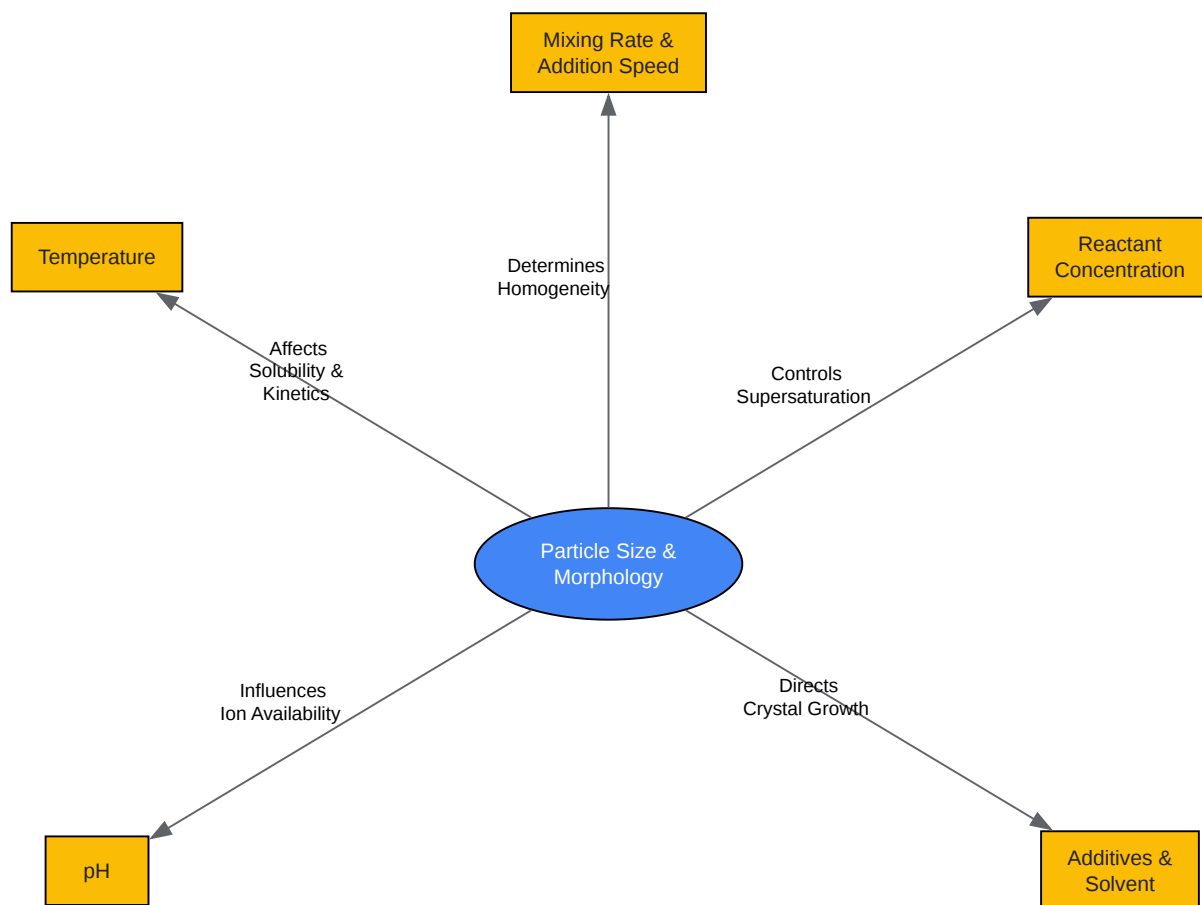 Mixing Rate &
Addition Speed
Temperature
Reactant
Concentration
Determines
Homogeneity
Affects
Solubility &
Kinetics
Controls
Supersaturation
Particle Size &
Morphology
Influences
Ion Availability
Directs
Crystal Growth
pH
Additives &
Solvent